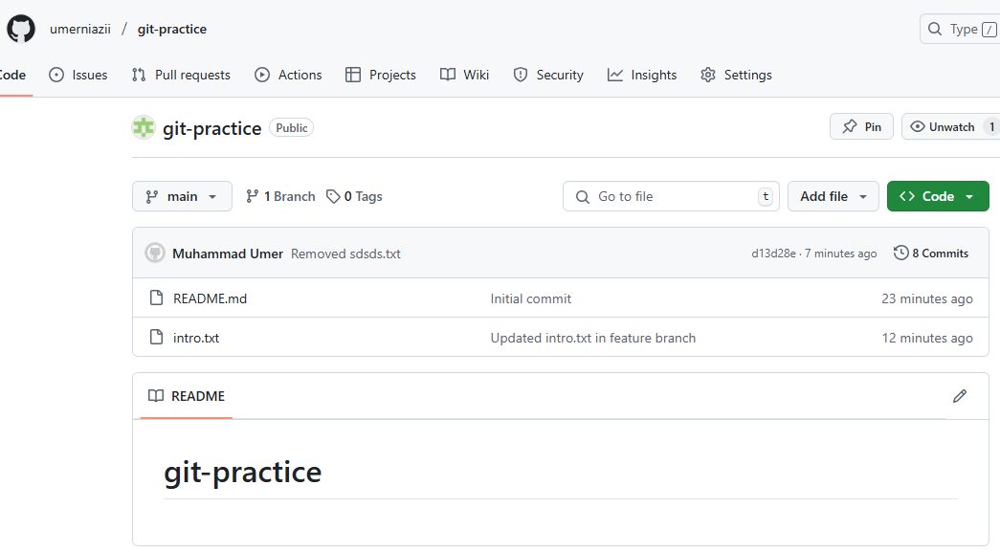 umerniazii / git-practice
Type /
Code Issues Pull requests Actions Projects Wiki Security Insights Settings
git-practice Public
Pin Unwatch 1
main 1 Branch 0 Tags Go to file t Add file Code
Muhammad Umer Removed sdsds.txt d13d28e · 7 minutes ago 8 Commits
README.md Initial commit 23 minutes ago
intro.txt Updated intro.txt in feature branch 12 minutes ago
README
git-practice